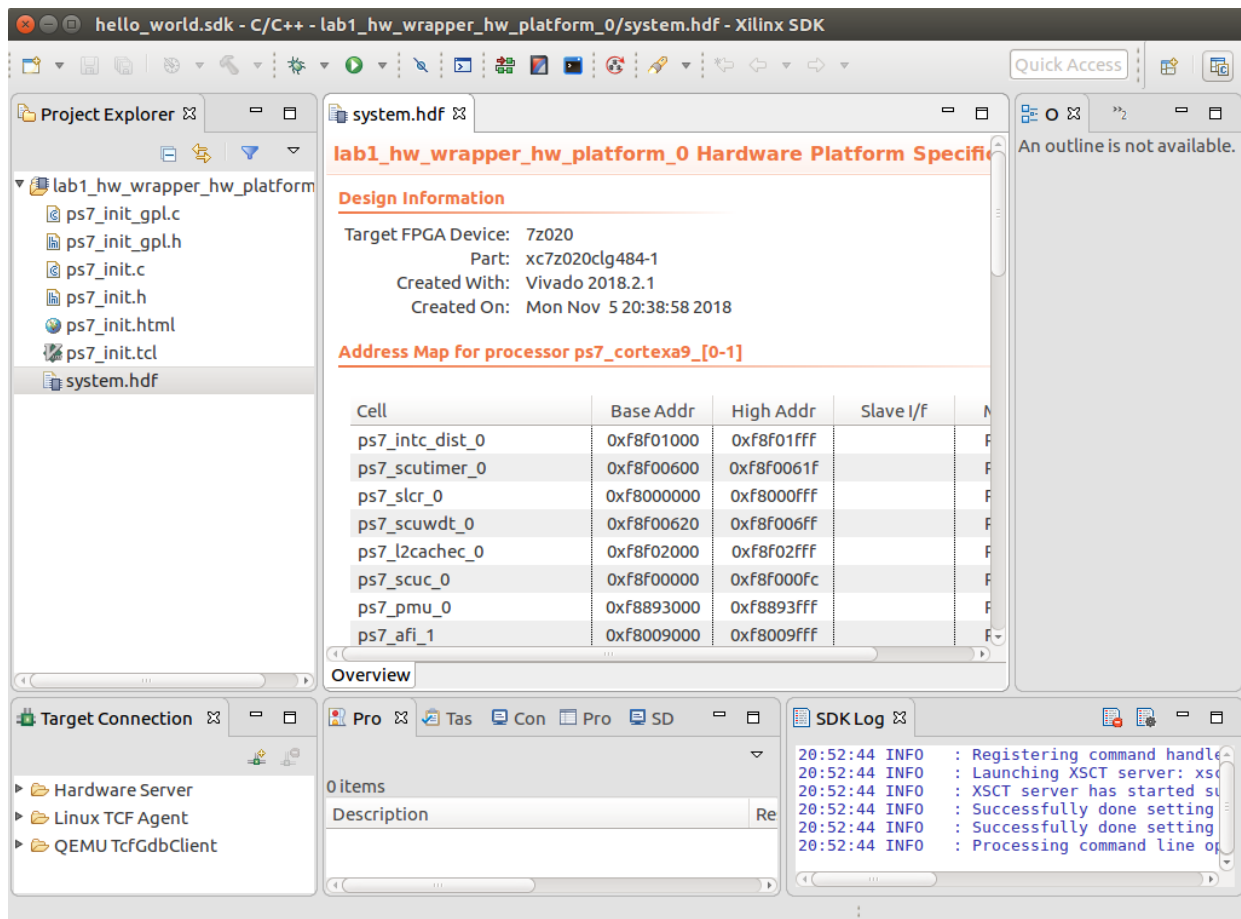 hello_world.sdk - C/C++ - lab1_hw_wrapper_hw_platform_0/system.hdf - Xilinx SDK
Quick Access
Project Explorer
lab1_hw_wrapper_hw_platform
ps7_init_gpl.c
ps7_init_gpl.h
ps7_init.c
ps7_init.h
ps7_init.html
ps7_init.tcl
system.hdf
system.hdf
lab1_hw_wrapper_hw_platform_0 Hardware Platform Specific
Design Information
Target FPGA Device: 7z020
Part: xc7z020clg484-1
Created With: Vivado 2018.2.1
Created On: Mon Nov 5 20:38:58 2018
Address Map for processor ps7_cortexa9_[0-1]
Cell Base Addr High Addr Slave I/f
ps7_intc_dist_0 0xf8f01000 0xf8f01fff
ps7_scutimer_0 0xf8f00600 0xf8f0061f
ps7_slcr_0 0xf8000000 0xf8000fff
ps7_scuwdt_0 0xf8f00620 0xf8f006ff
ps7_l2cachec_0 0xf8f02000 0xf8f02fff
ps7_scuc_0 0xf8f00000 0xf8f000fc
ps7_pmu_0 0xf8893000 0xf8893fff
ps7_afi_1 0xf8009000 0xf8009fff
Overview
O
»2
An outline is not available.
Target Connection
Hardware Server
Linux TCF Agent
QEMU TcfGdbClient
Pro Tas Con Pro SD
0 items
Description Re
SDK Log
20:52:44 INFO : Registering command handle
20:52:44 INFO : Launching XSCT server: xsc
20:52:44 INFO : XSCT server has started su
20:52:44 INFO : Successfully done setting
20:52:44 INFO : Successfully done setting
20:52:44 INFO : Processing command line op